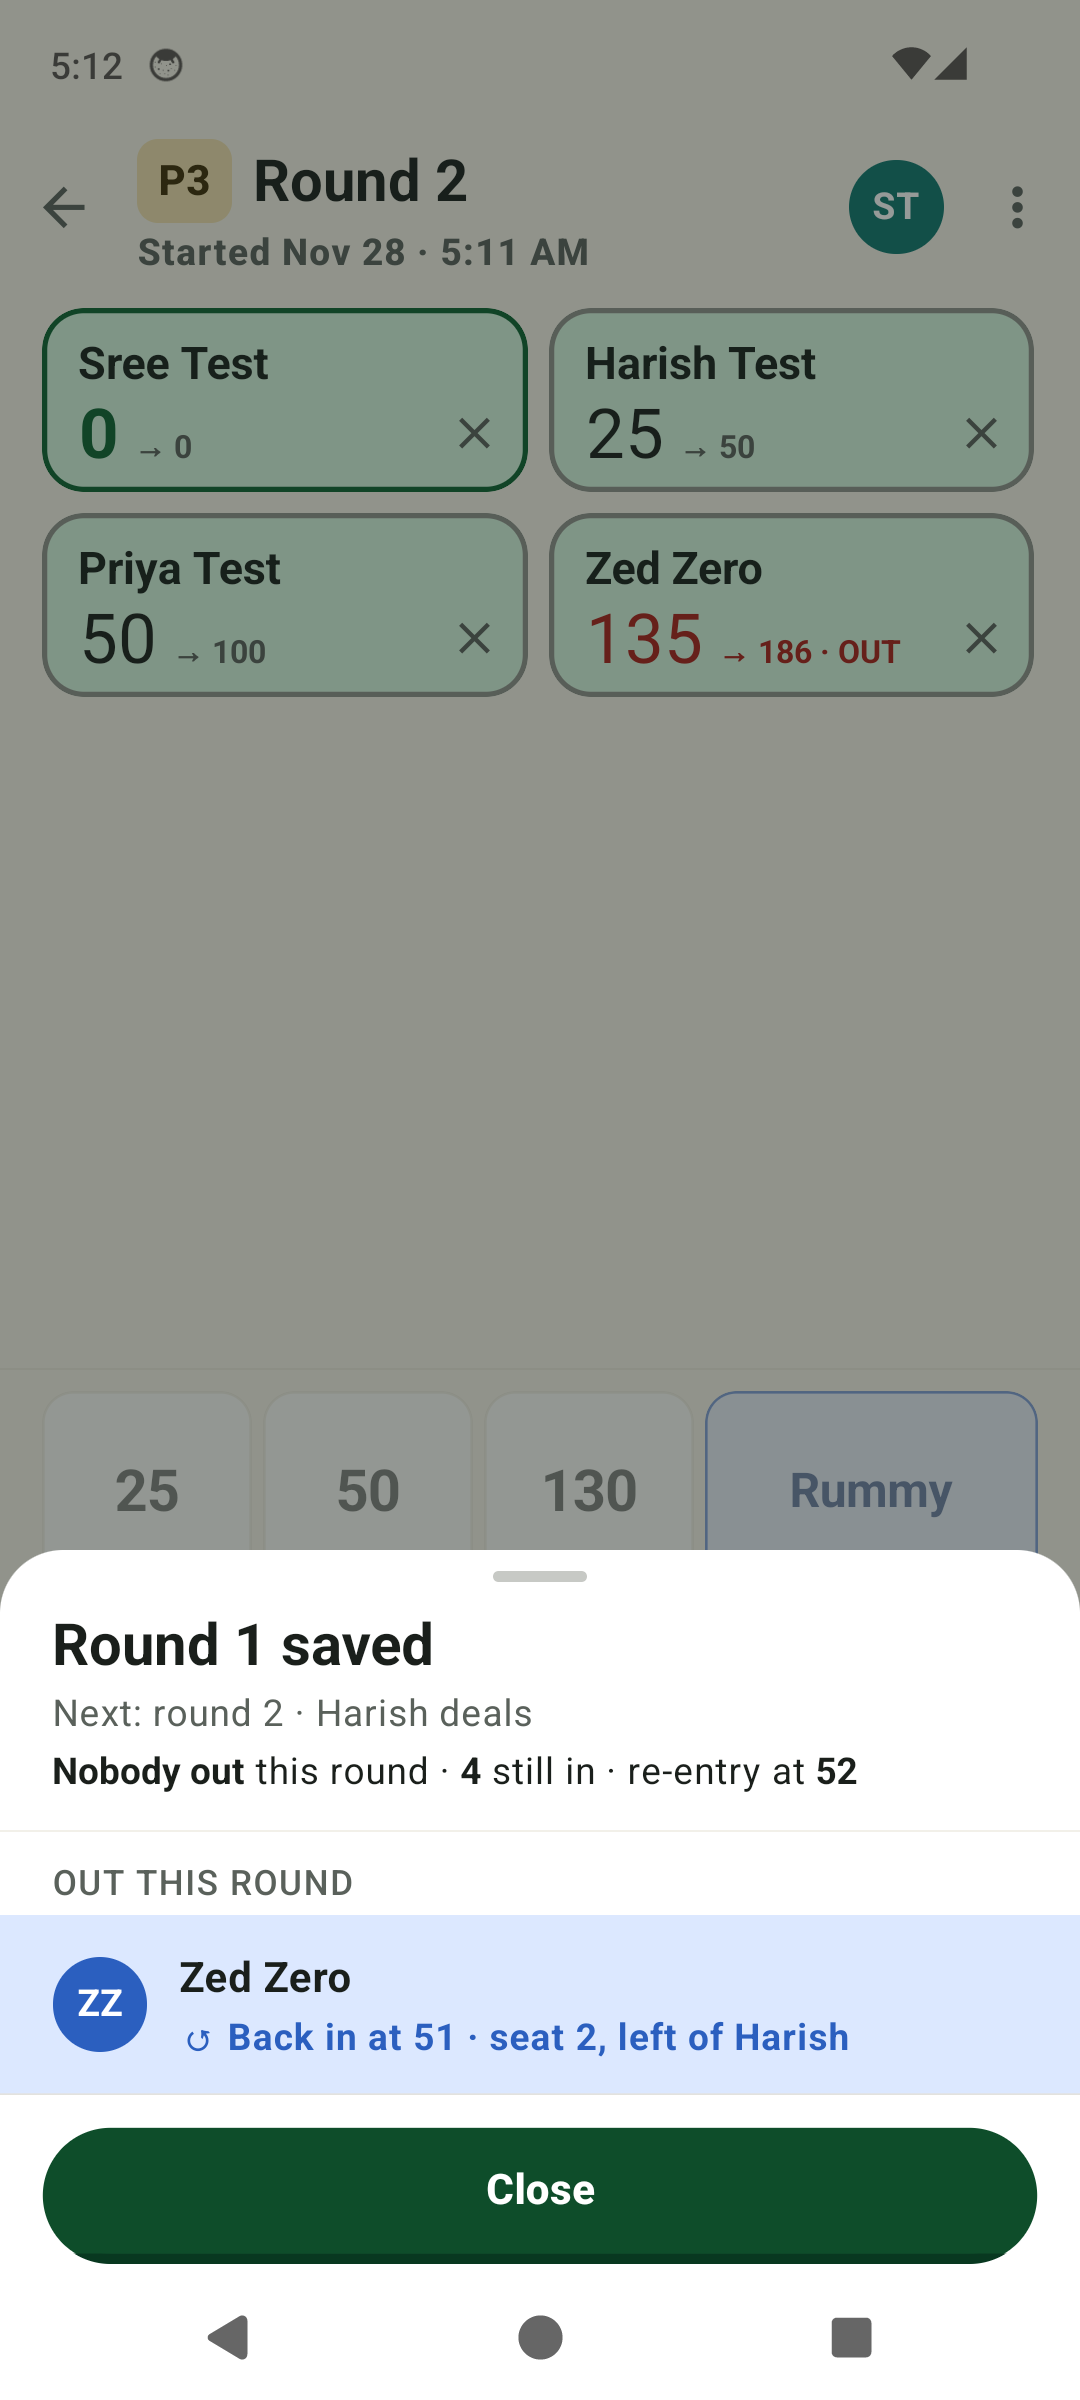 5:12
P3 Round 2
Started Nov 28 · 5:11 AM
ST
Sree Test
0 → 0
Harish Test
25 → 50
Priya Test
50 → 100
Zed Zero
135 → 186 · OUT
25
50
130
Rummy
Round 1 saved
Next: round 2 · Harish deals
Nobody out this round · 4 still in · re-entry at 52
OUT THIS ROUND
ZZ
Zed Zero
↺ Back in at 51 · seat 2, left of Harish
Close